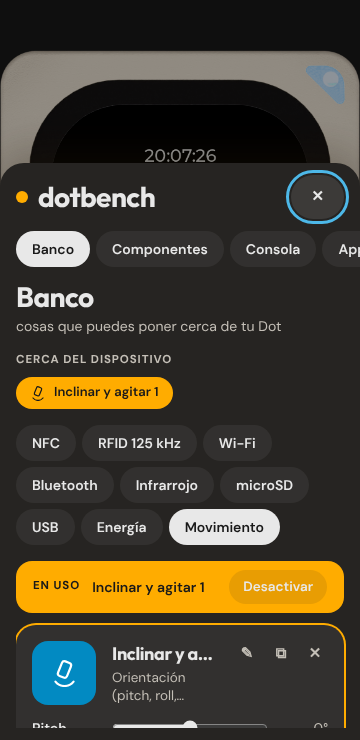 20:07:26
dotbench
Banco Componentes Consola App
Banco
cosas que puedes poner cerca de tu Dot
CERCA DEL DISPOSITIVO
Inclinar y agitar 1
NFC RFID 125 kHz Wi-Fi
Bluetooth Infrarrojo microSD
USB Energía Movimiento
EN USO Inclinar y agitar 1 Desactivar
Inclinar y a...
Orientación
(pitch, roll,...
Pitch 0°